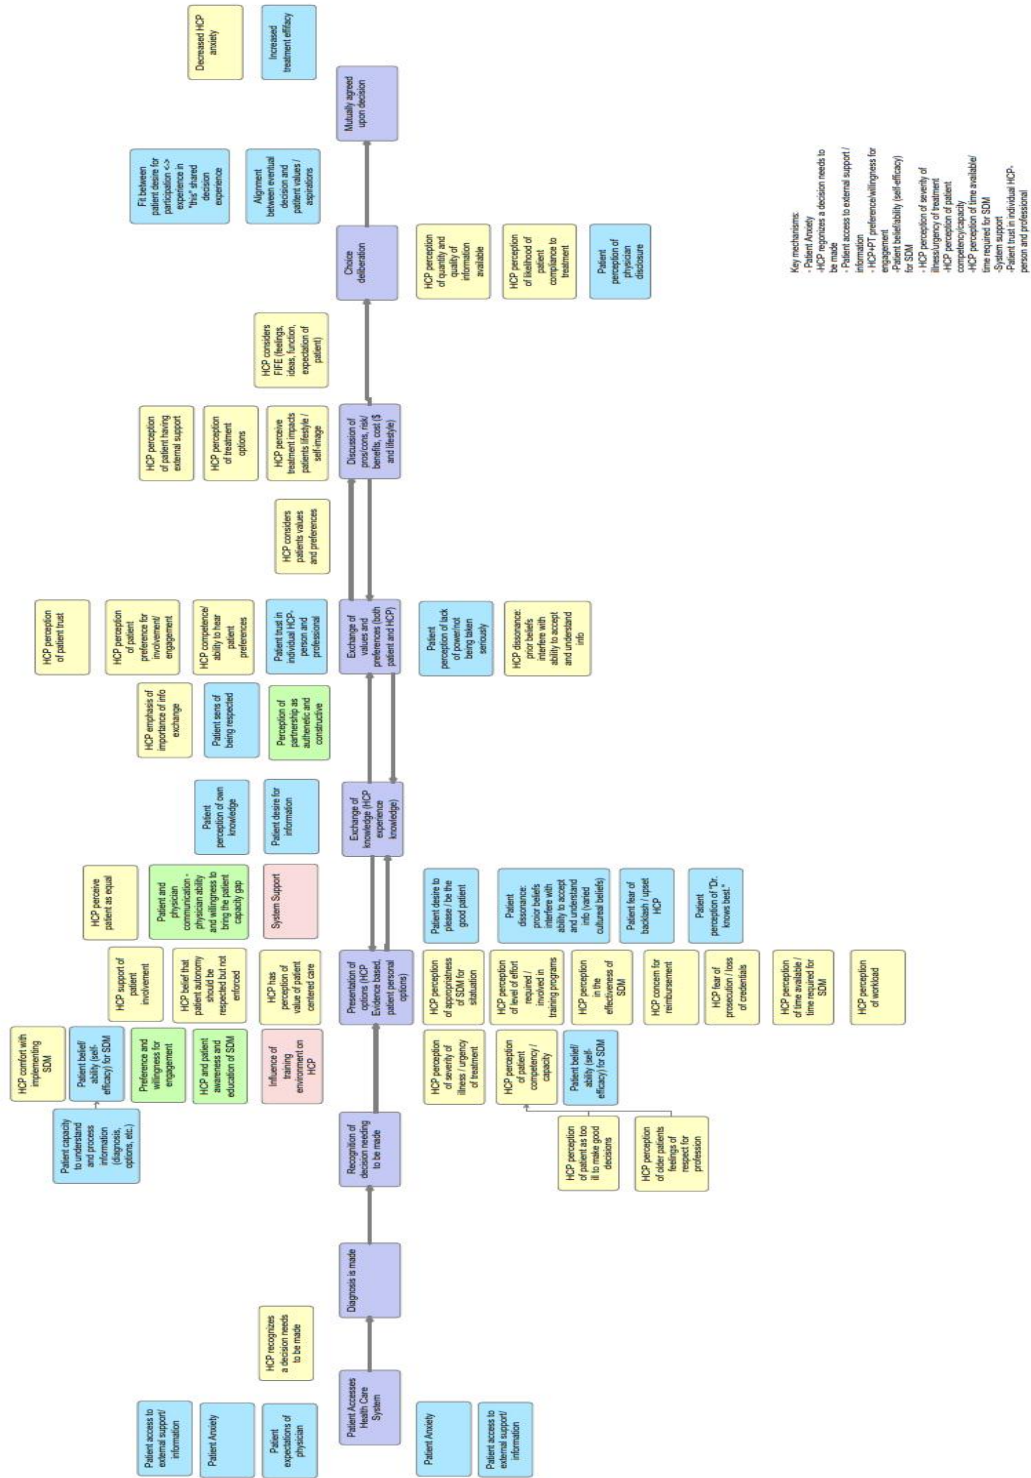 Patient access to
external support/
information
Patient Anxiety
Patient
expectations of
physician
Patient Accesses
Health Care
System
Patient Anxiety
Patient access to
external support/
information
HCP recognizes
a decision needs
to be made
Diagnosis is made
Patient capacity
to understand
and process
information
(diagnosis,
options, etc.)
Recognition of
decision needing
to be made
HCP perception
of patient as too
ill to make good
decisions
HCP perception
of older patients
feelings of
respect for
profession
HCP comfort with
implementing
SDM
Patient belief/
ability (self-
efficacy) for SDM
Preference and
willingness for
engagement
HCP and patient
awareness and
education of SDM
Influence of
training
environment on
HCP
HCP perception
of severity of
illness / urgency
of treatment
HCP perception
of patient
competency /
capacity
Patient belief/
ability (self-
efficacy) for SDM
HCP support of
patient
involvement
HCP belief that
patient autonomy
should be
respected but not
enforced
HCP has
perception of
value of patient
centered care
Presentation of
options (HCP
Evidence based,
patient personal
options)
HCP perception
of appropriatness
of SDM for
sitatuation
HCP perception
of level of effort
required /
involved in
training programs
HCP perception
in the
effectiveness of
SDM
HCP concern for
reimbursement
HCP fear of
prosecution / loss
of credentials
HCP perception
of time available /
time required for
SDM
HCP perception
of workload
HCP perceive
patient as equal
Patient and
physician
communication -
physician ability
and willingness to
bring the patient
capacity gap
System Support
Patient desire to
please / be the
good patient
Patient
dissonance:
proior beliefs
interfere with
ability to accept
and understand
info (varied
cultureal beliefs)
Patient fear of
backlash / upset
HCP
Patient
perception of "Dr.
knows best."
Patient
perception of own
knowledge
Patient desire for
information
Exchange of
knowledge (HCP
experience
knowledge)
HCP emphasis of
importance of info
exchange
Patient sens of
being respected
Perception of
partnership as
authenetic and
constructive
HCP perception
of patient trust
HCP perception
of patient
preference for
involvement/
engagement
HCP competence/
ability to hear
patient
preferences
Patient trust in
individual HCP-
person and
professional
Exchange of
values and
preferences (both
patient and HCP)
Patient
perception of lack
of power/not
being taken
seriously
HCP dissonance:
prior beliefs
interfere with
ability to accept
and understand
info
HCP considers
patients values
and preferences
HCP perception
of patient having
external support
HCP perception
of treatment
options
HCP perceive
treatment impacts
patients lifestyle /
self-image
Discussion of
pros/cons, risk/
benefits, cost ($
and lifestyle)
HCP considers
FIFE (feelings,
ideas, function,
expectation of
patient)
Choice
deliberation
HCP perception
of quantity and
quality of
information
available
HCP perception
of likelihood of
patient
compliance to
treatment
Patient
perception of
physician
disclosure
Fit between
patient desire for
participation <->
experience in
"this" shared
decision
experience
Alignment
between eventual
decision and
patitent values /
aspirations
Mutually agreed
upon decision
Decreased HCP
anxiety
Increased
treatment effifacy
Key mechanisms:
- Patient Anxiety
-HCP regonizes a decision needs to
be made
- Patient access to external support /
information
- HCP+PT preference/willingness for
engagement
-Patient belief/ability (self-efficacy)
for SDM
- HCP perception of severity of
illness/urgency of treatment
-HCP perception of patient
competency/capacity
-HCP perception of time available/
time required for SDM
-System support
-Patient trust in individual HCP-
person and professional